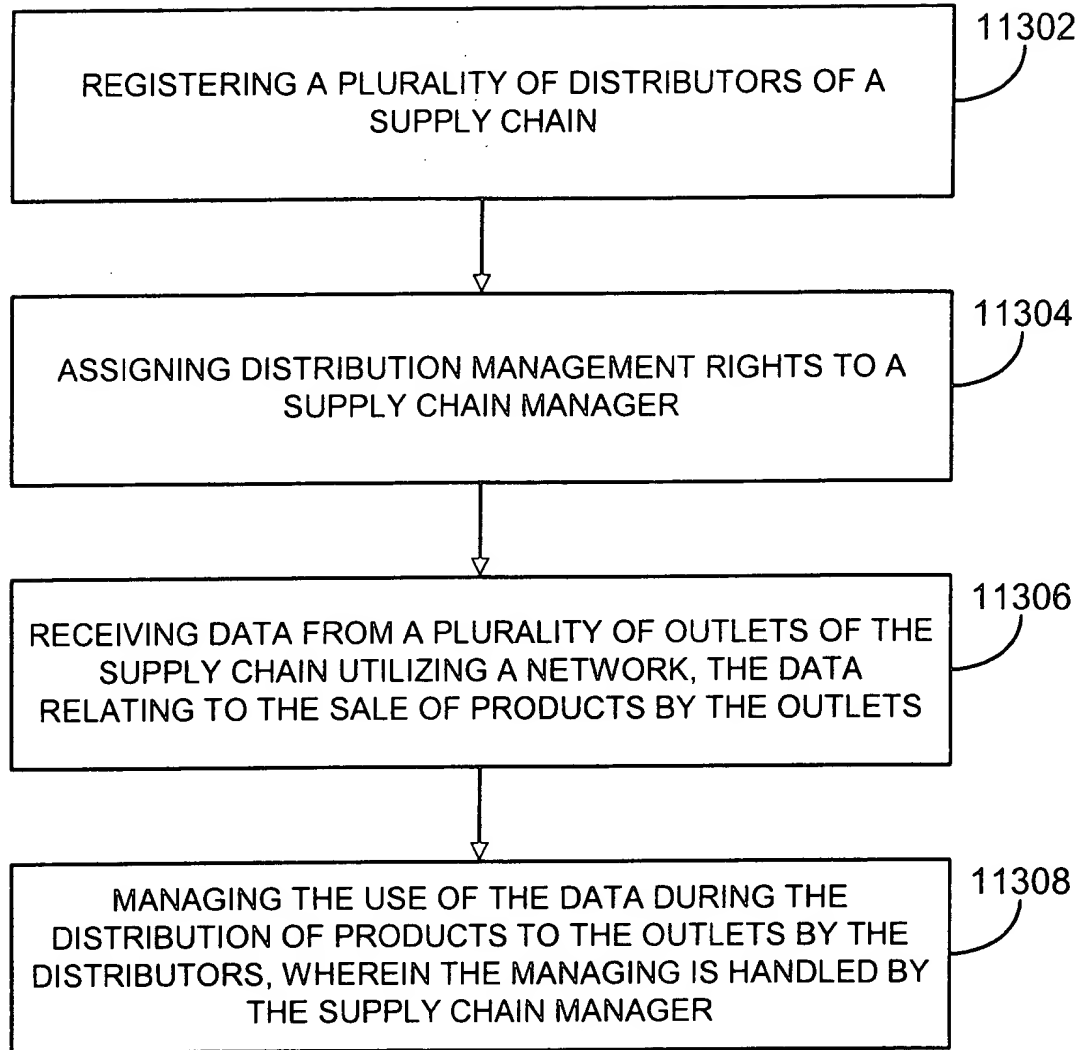 11302
REGISTERING A PLURALITY OF DISTRIBUTORS OF A
SUPPLY CHAIN
11304
ASSIGNING DISTRIBUTION MANAGEMENT RIGHTS TO A
SUPPLY CHAIN MANAGER
11306
RECEIVING DATA FROM A PLURALITY OF OUTLETS OF THE
SUPPLY CHAIN UTILIZING A NETWORK, THE DATA
RELATING TO THE SALE OF PRODUCTS BY THE OUTLETS
11308
MANAGING THE USE OF THE DATA DURING THE
DISTRIBUTION OF PRODUCTS TO THE OUTLETS BY THE
DISTRIBUTORS, WHEREIN THE MANAGING IS HANDLED BY
THE SUPPLY CHAIN MANAGER